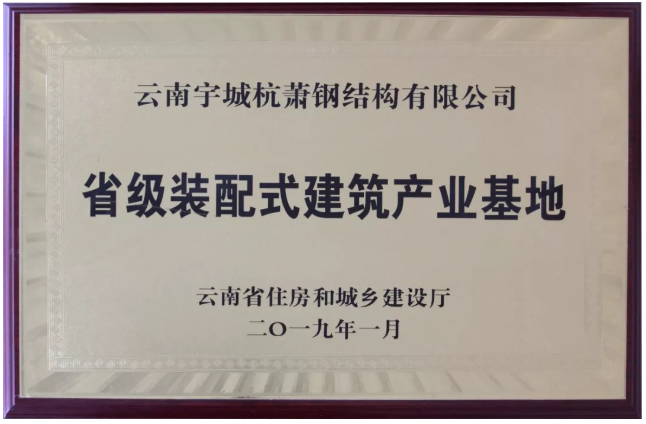 云南宇城杭萧钢结构有限公司
省级装配式建筑产业基地
云南省住房和城乡建设厅
二〇一九年一月